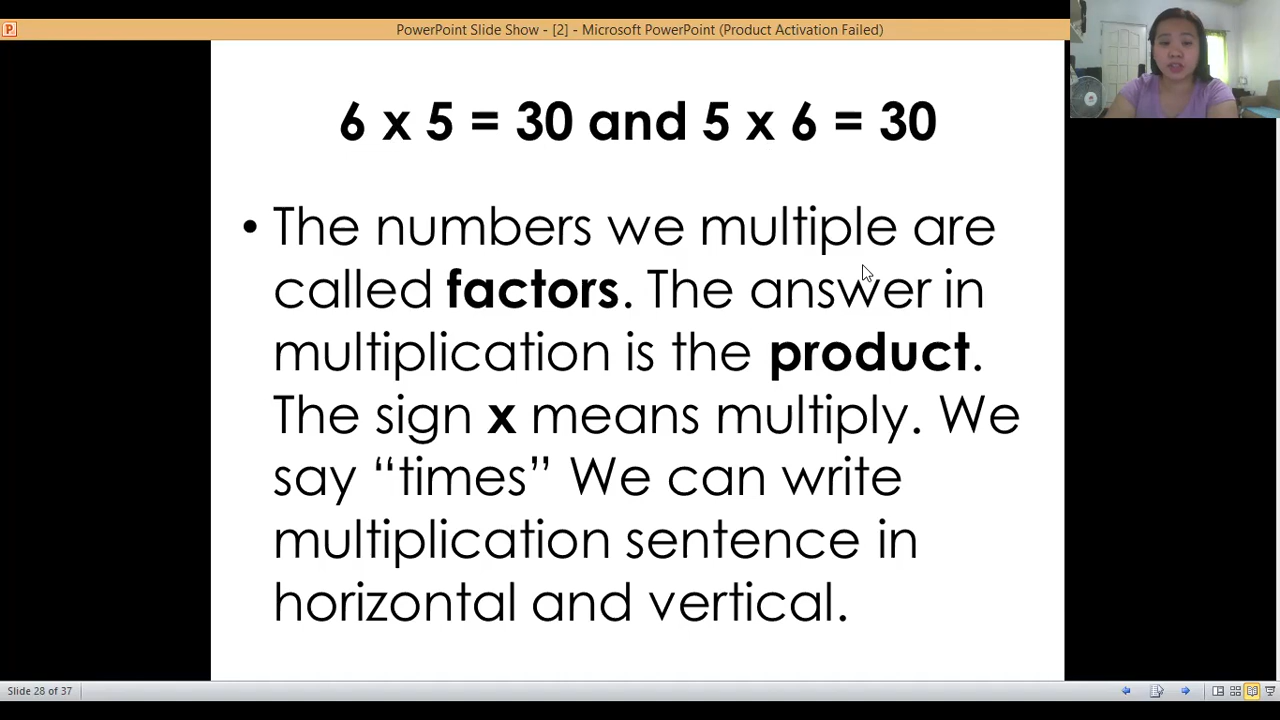 PowerPoint Slide Show - [2] - Microsoft PowerPoint (Product Activation Failed)
6 x 5 = 30 and 5 x 6 = 30
• The numbers we multiple are
called factors. The answer in
multiplication is the product.
The sign x means multiply. We
say “times” We can write
multiplication sentence in
horizontal and vertical.
Slide 28 of 37